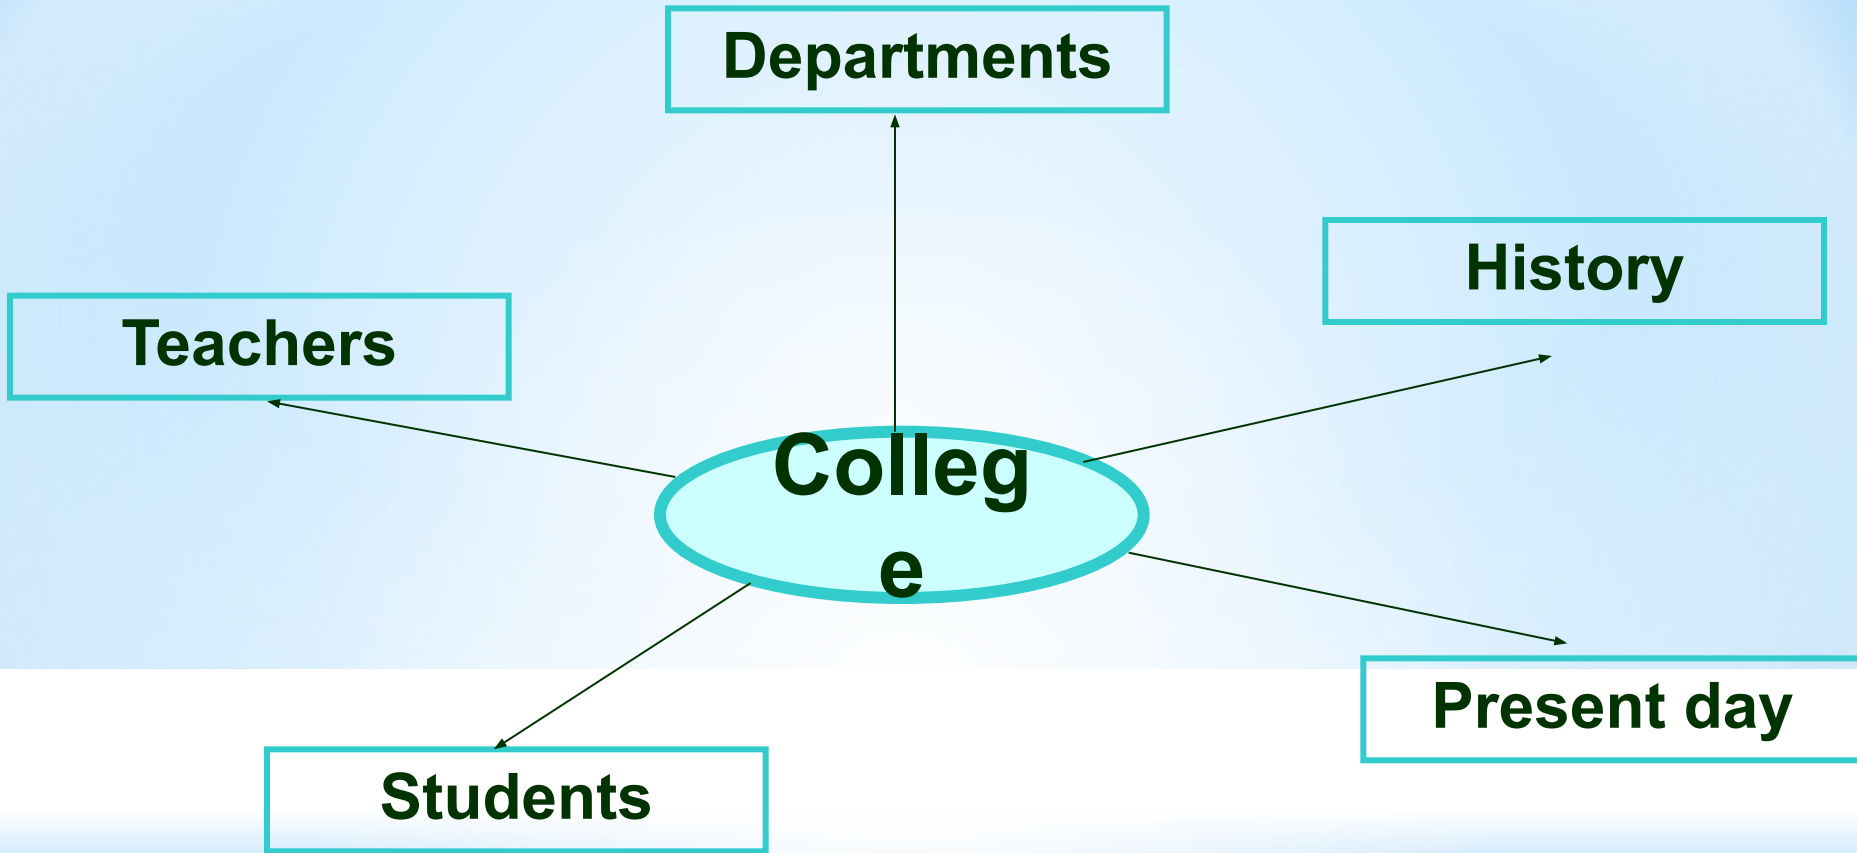 Departments
History
Teachers
Colleg
e
Present day
Students